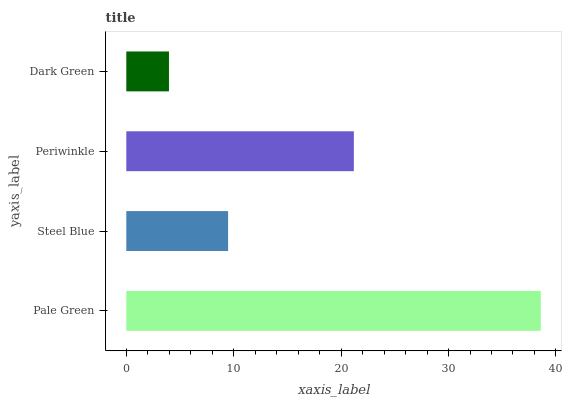 title
Dark Green
Periwinkle
Steel Blue
Pale Green
yaxis_label
0 10 20 30 40
xaxis_label